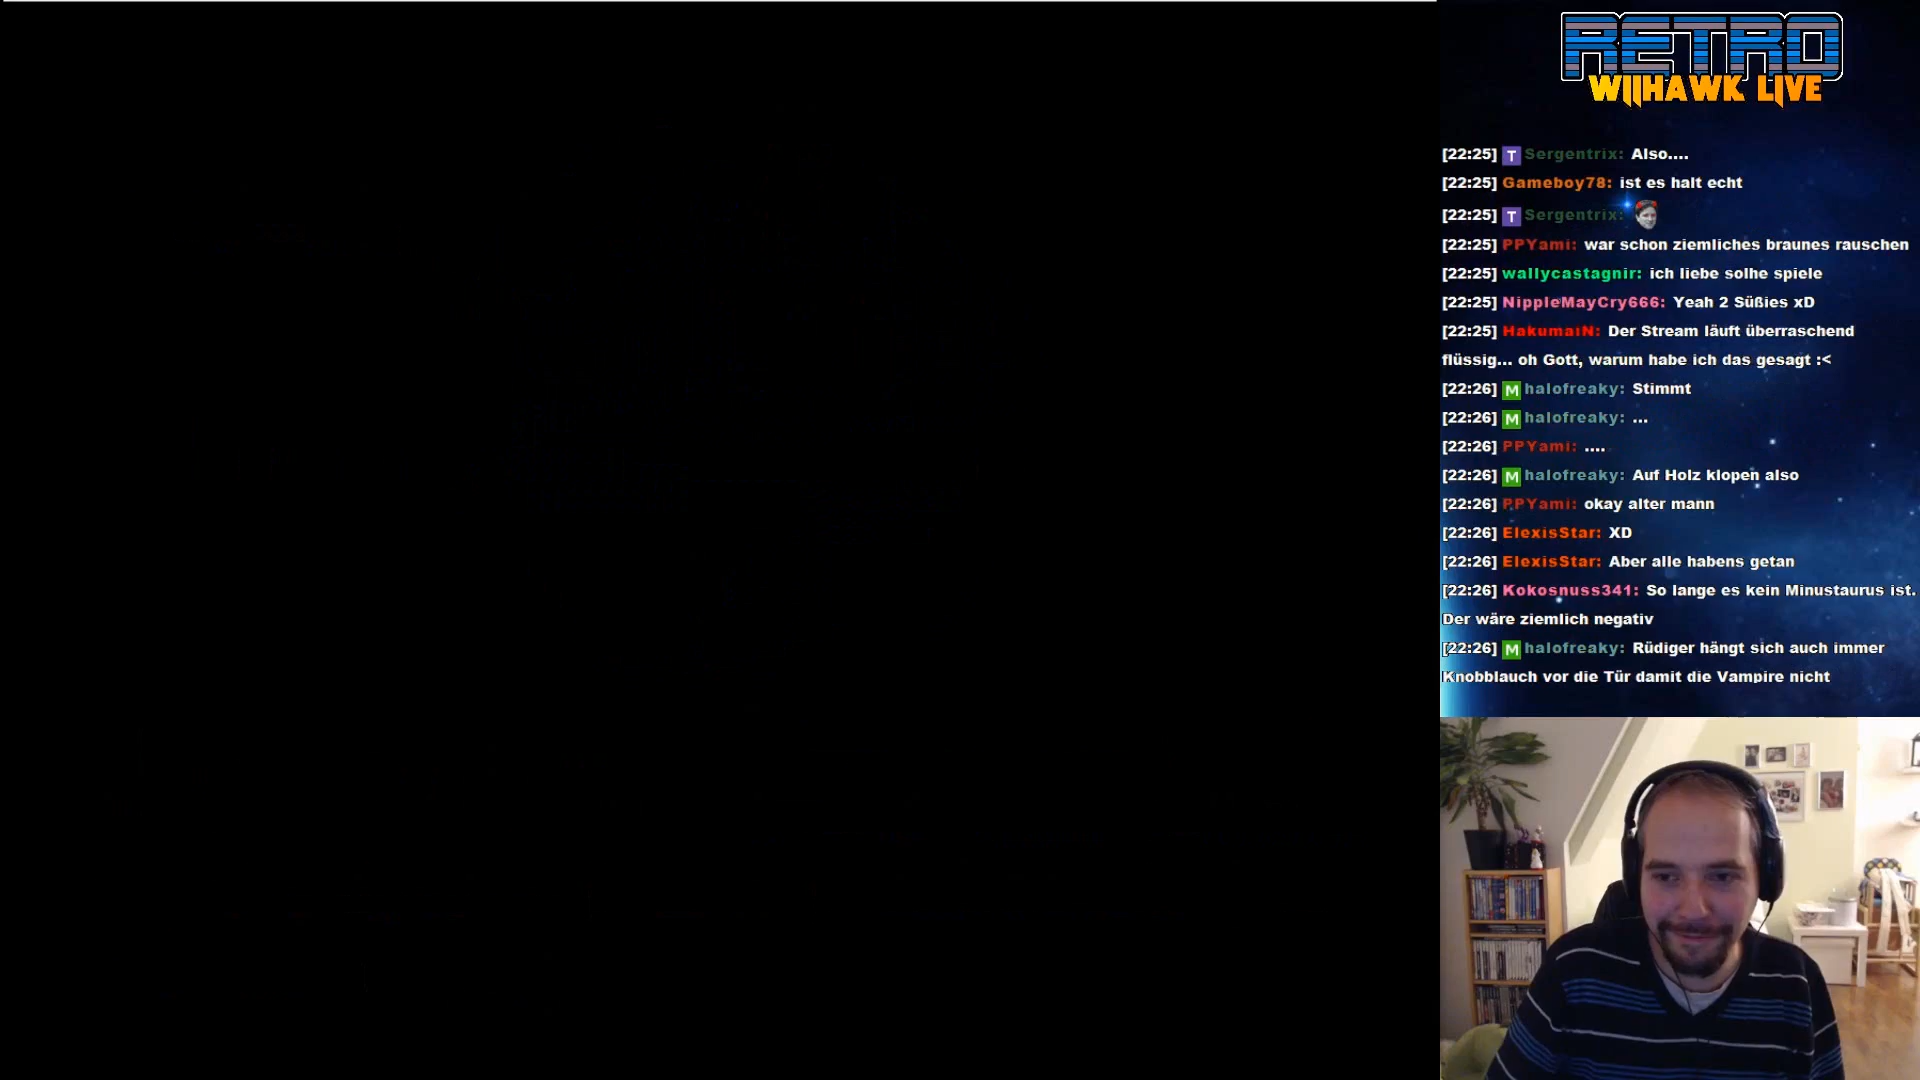 RETRO
WIIHAWK LIVE
[22:25] T Sergentrix: Also....
[22:25] Gameboy78: ist es halt echt
[22:25] T Sergentrix:
[22:25] PPYami: war schon ziemliches braunes rauschen
[22:25] wallycastagnir: ich liebe solhe spiele
[22:25] NippleMayCry666: Yeah 2 Süßies xD
[22:25] HakumaiN: Der Stream läuft überraschend
flüssig... oh Gott, warum habe ich das gesagt :<
[22:26] M halofreaky: Stimmt
[22:26] M halofreaky: ...
[22:26] PPYami: ....
[22:26] M halofreaky: Auf Holz klopen also
[22:26] PPYami: okay alter mann
[22:26] ElexisStar: XD
[22:26] ElexisStar: Aber alle habens getan
[22:26] Kokosnuss341: So lange es kein Minustaurus ist.
Der wäre ziemlich negativ
[22:26] M halofreaky: Rüdiger hängt sich auch immer
Knobblauch vor die Tür damit die Vampire nicht